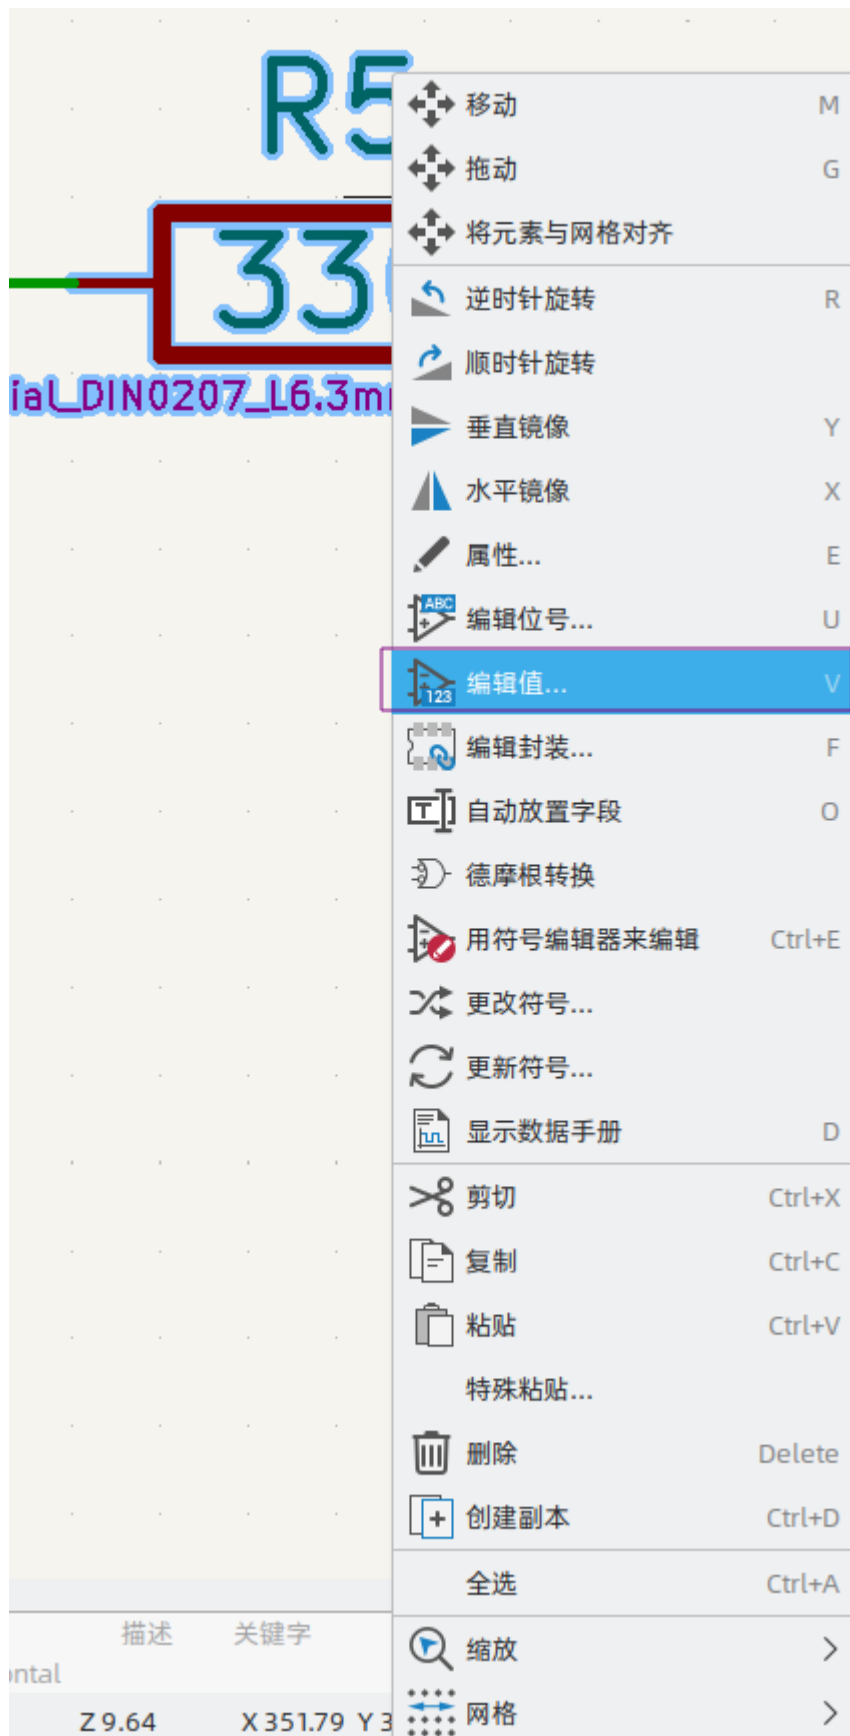 R5
移动 M
拖动 G
将元素与网格对齐
33
逆时针旋转 R
顺时针旋转
ial_DIN0207_L6.3m
垂直镜像 Y
水平镜像 X
属性... E
ABC
编辑位号... U
123
编辑值... V
编辑封装... F
T
自动放置字段 O
德摩根转换
用符号编辑器来编辑 Ctrl+E
更改符号...
更新符号...
显示数据手册 D
剪切 Ctrl+X
复制 Ctrl+C
粘贴 Ctrl+V
特殊粘贴...
删除 Delete
创建副本 Ctrl+D
全选 Ctrl+A
描述 关键字
缩放
ontal
Z 9.64 X 351.79 Y 3
网格